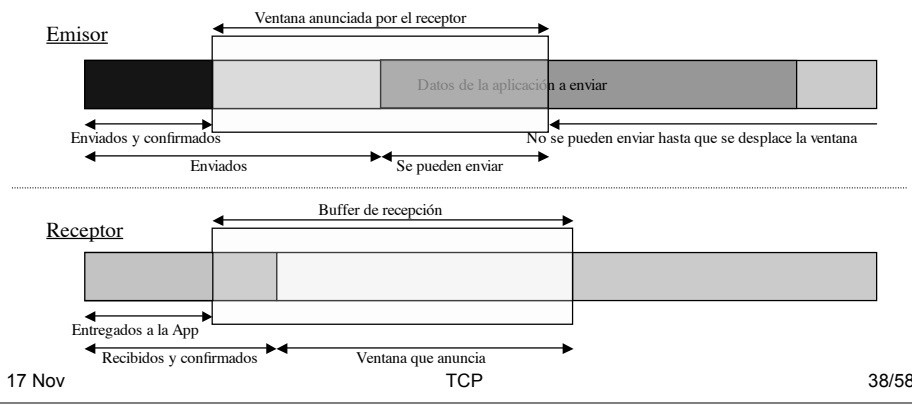 Ventana anunciada por el receptor
Emisor
Datos de la aplicación a enviar
Enviados y confirmados
No se pueden enviar hasta que se desplace la ventana
Enviados
Se pueden enviar
Buffer de recepción
Receptor
Entregados a la App
Recibidos y confirmados
Ventana que anuncia
17 Nov
TCP
38/58